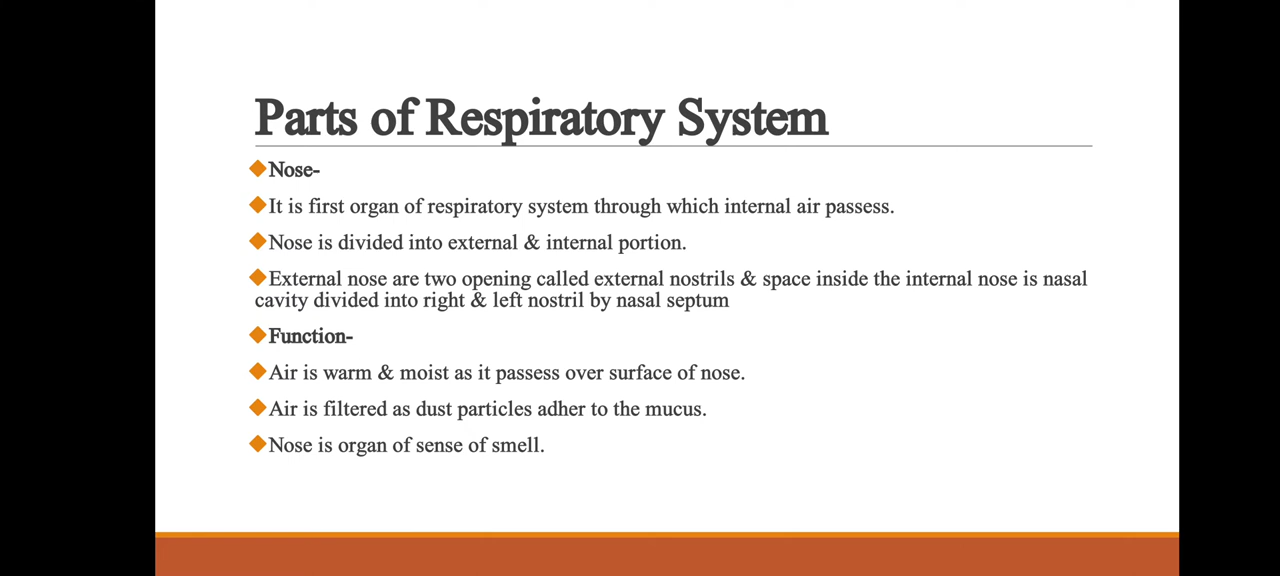 Parts of Respiratory System
Nose-
It is first organ of respiratory system through which internal air passess.
Nose is divided into external & internal portion.
External nose are two opening called external nostrils & space inside the internal nose is nasal
cavity divided into right & left nostril by nasal septum
Function-
Air is warm & moist as it passess over surface of nose.
Air is filtered as dust particles adher to the mucus.
Nose is organ of sense of smell.